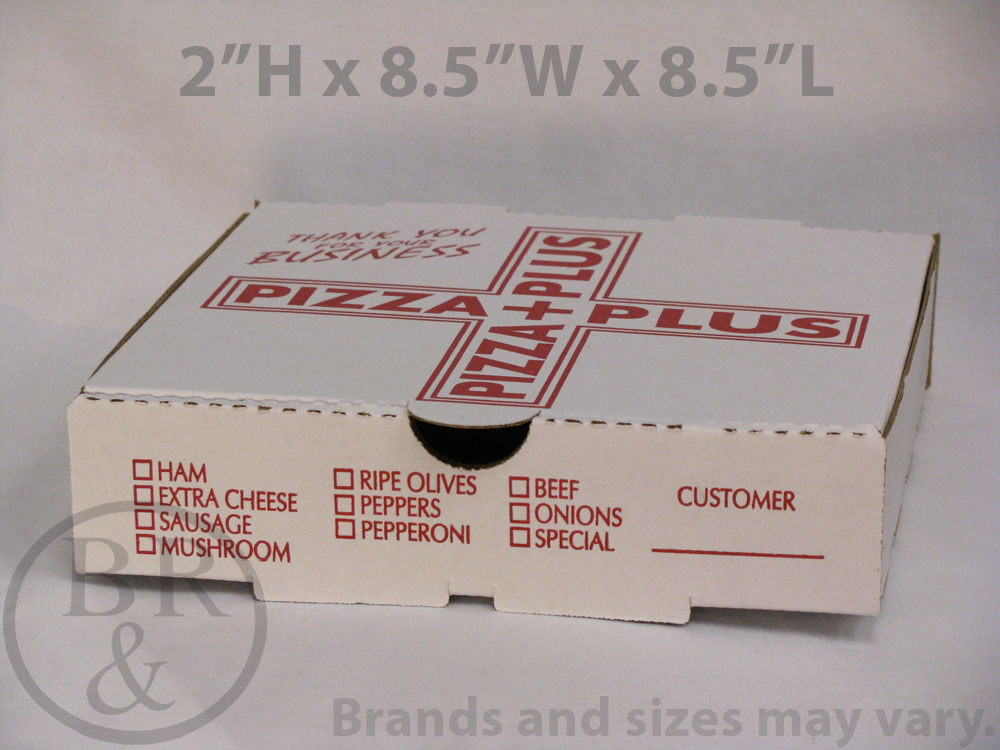 2”H x 8.5”W x 8.5”L
THANK YOU
FOR YOUR
BUSINESS
PIZZA+PLUS
PIZZA PLUS
HAM
EXTRA CHEESE
SAUSAGE
MUSHROOM
RIPE OLIVES
PEPPERS
PEPPERONI
BEEF
ONIONS
SPECIAL
CUSTOMER
BR
&
Brands and sizes may vary.